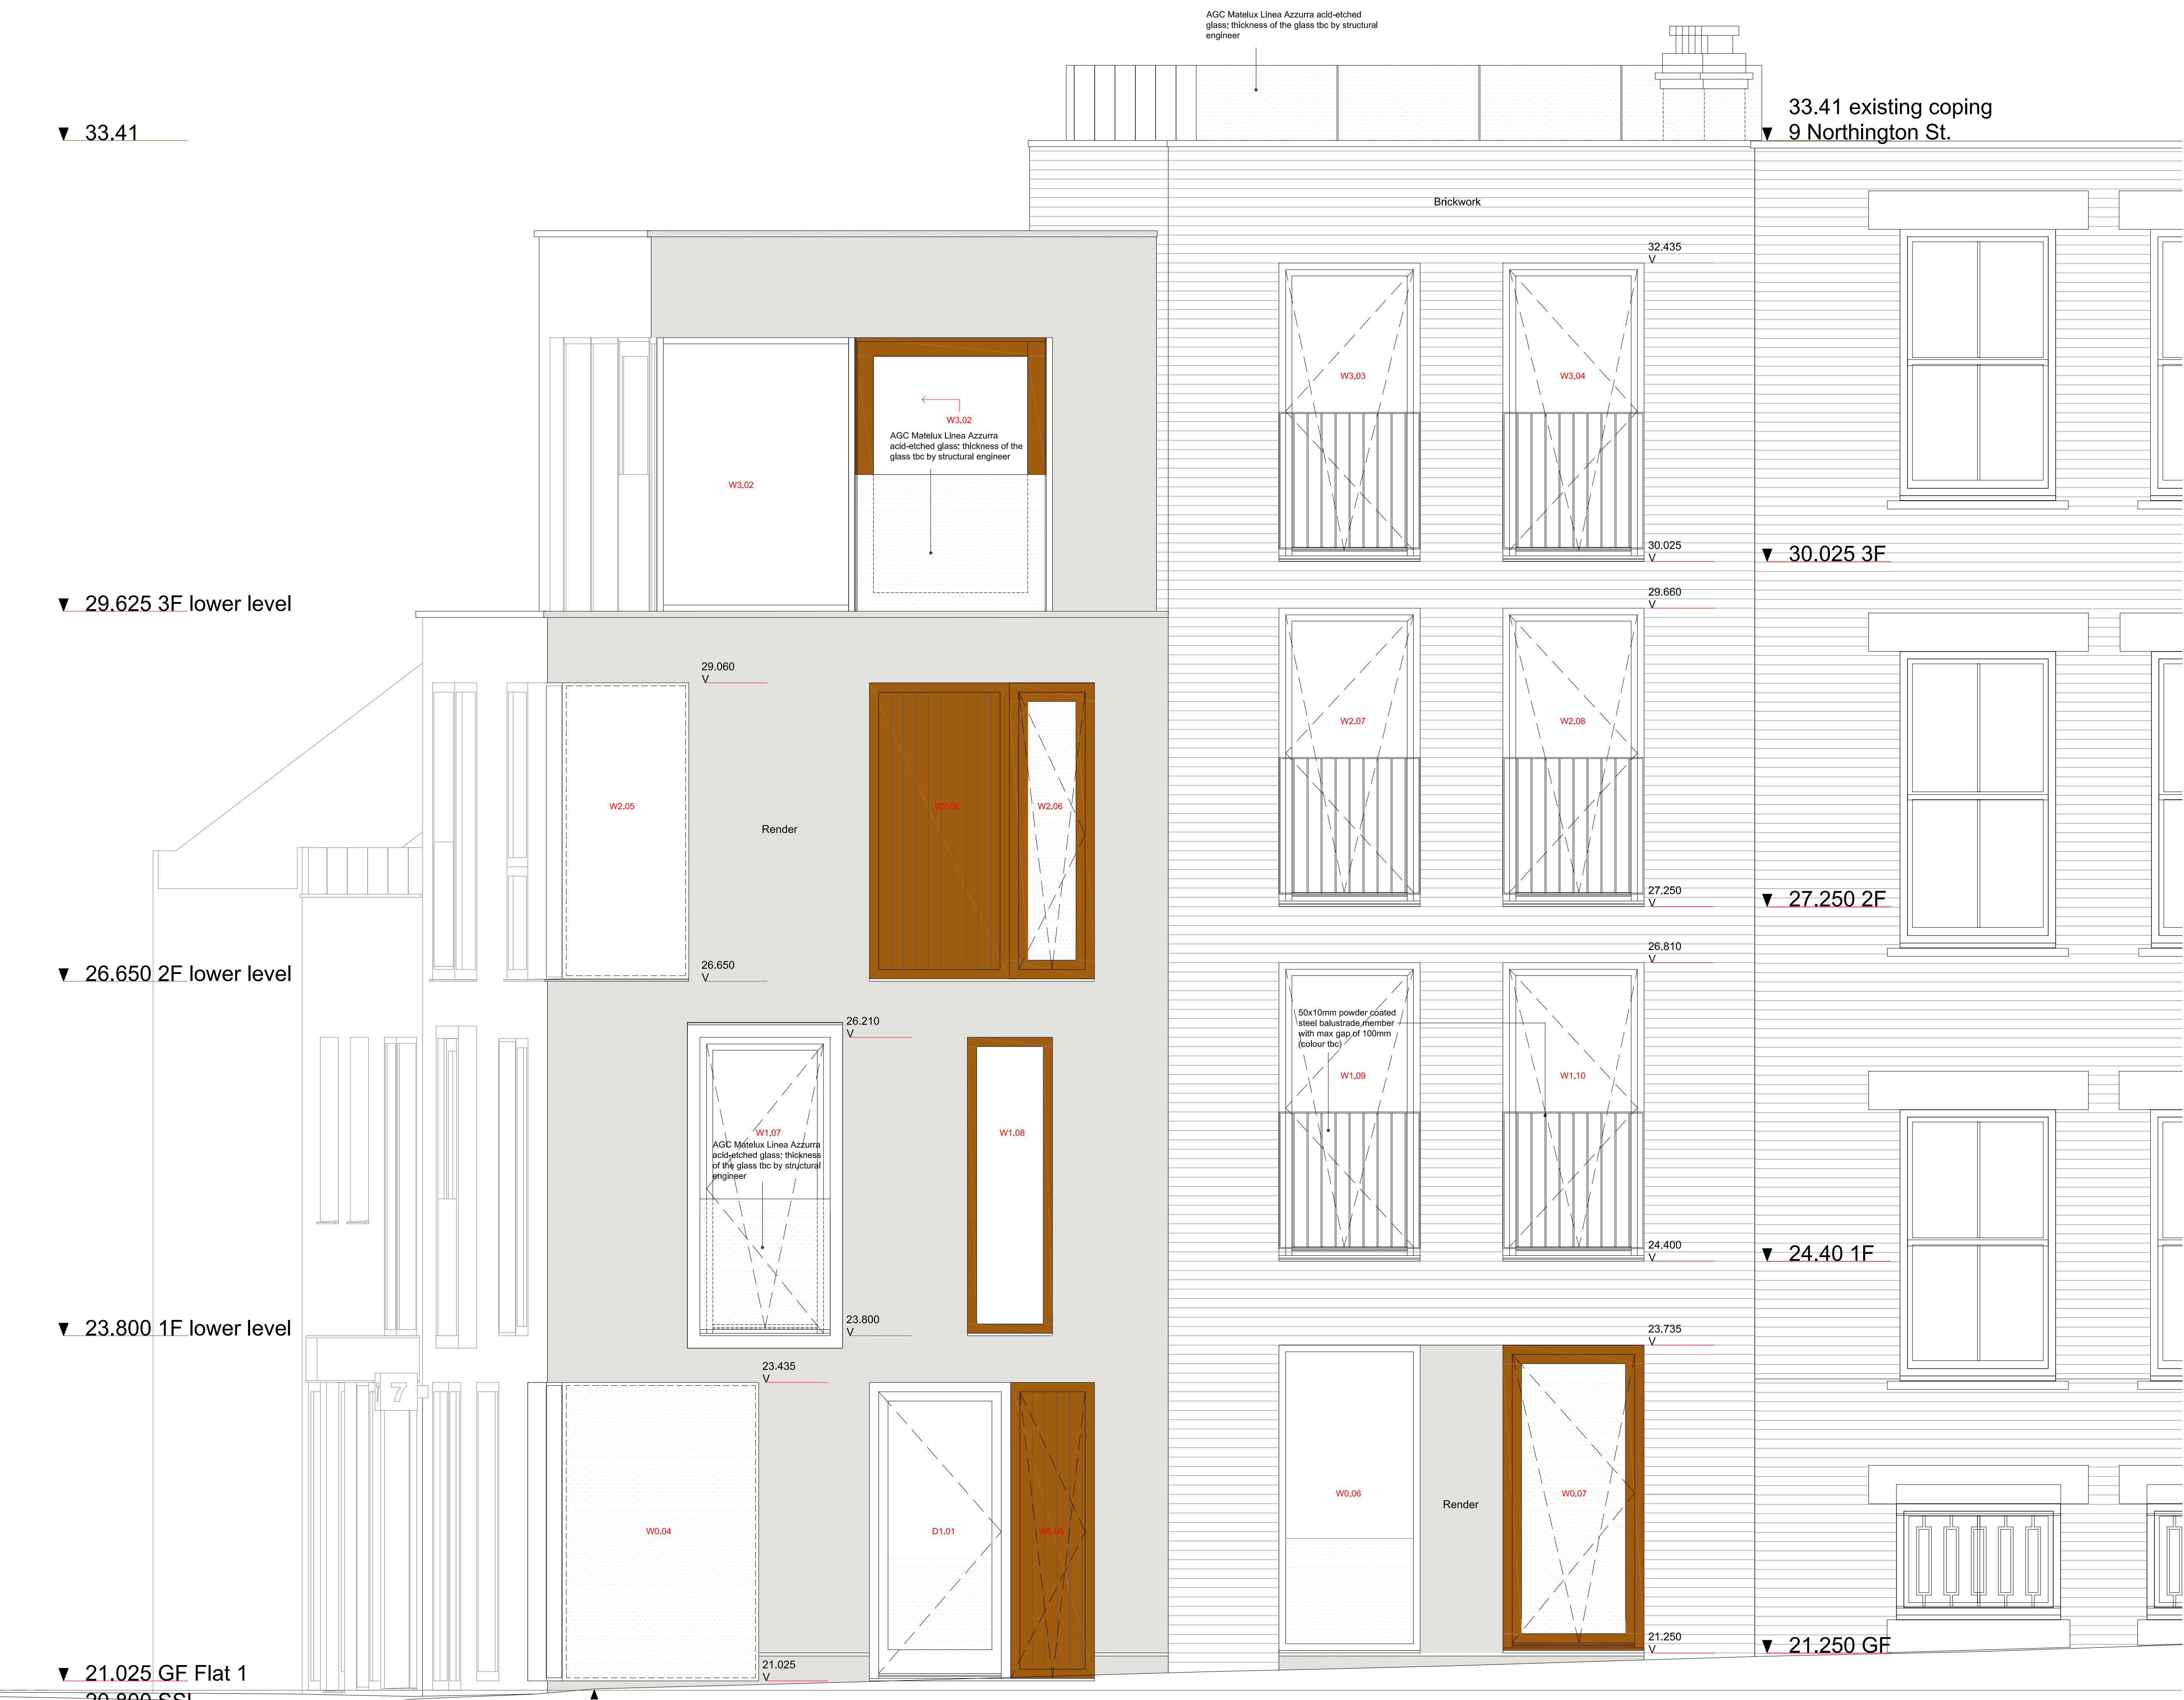 AGC Matelux Linea Azzurra acid-etched
glass; thickness of the glass tbc by structural
engineer
33.41
33.41 existing coping
9 Northington St.
Brickwork
32.435
V
W3.03
W3.04
W3.02
AGC Matelux Linea Azzurra
acid-etched glass; thickness of the
glass tbc by structural engineer
W3.02
30.025
V
30.025 3F
29.625 3F lower level
29.660
V
29.060
V
W2.07
W2.08
W2.05
W2.06
W2.06
Render
27.250
V
27.250 2F
26.650 2F lower level
26.650
V
26.810
V
26.210
V
50x10mm powder coated
steel balustrade member
with max gap of 100mm
(colour tbc)
W1.09
W1.10
W1.07
AGC Matelux Linea Azzurra
acid-etched glass; thickness
of the glass tbc by structural
engineer
W1.08
24.400
V
24.40 1F
23.800 1F lower level
23.800
V
23.735
V
23.435
V
7
W0.06
Render
W0.07
W0.04
D1.01
W0.05
21.250
V
21.250 GF
21.025 GF Flat 1
21.025
V
20.800 SSL